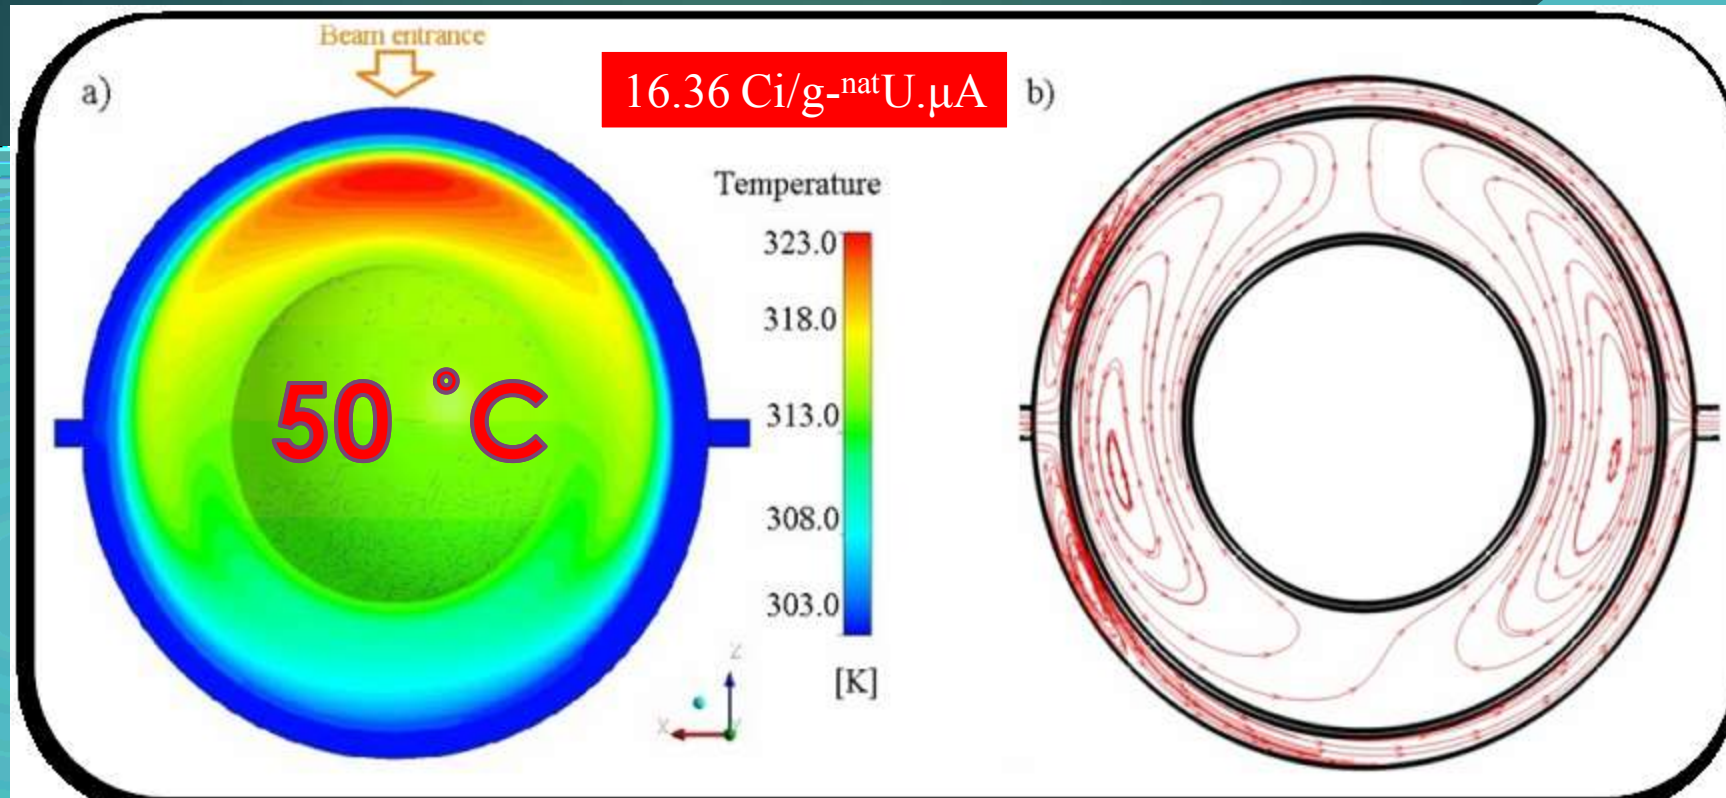 Beam entrance
a)
16.36 Ci/g-ⁿᵃᵗU.μA
b)
Temperature
323.0
318.0
313.0
308.0
303.0
[K]
50 °C
Z
X
Y